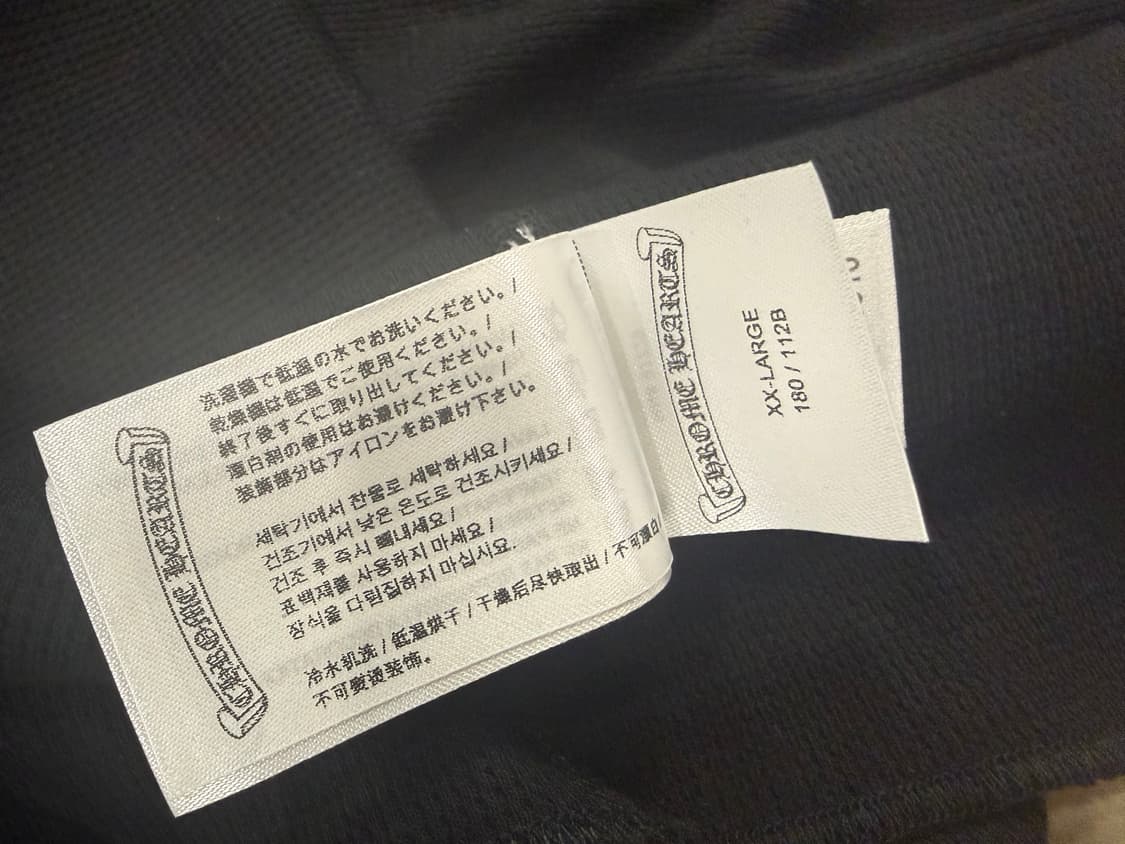 CHROME HEARTS
洗濯機で低温の水でお洗いください。/
乾燥機は低温でご使用ください。/
終了後すぐに取り出してください。/
漂白剤の使用はお避けください。/
装飾部分はアイロンをお避け下さい。
세탁기에서 찬물로 세탁하세요 /
건조기에서 낮은 온도로 건조시키세요 /
건조 후 즉시 빼내세요 /
표백제를 사용하지 마세요 /
장식을 다림질하지 마십시요.
冷水机洗 / 低温烘干 / 干燥后尽快取出 / 不可漂白
不可熨烫装饰。
CHROME HEARTS
XX-LARGE
180 / 112B